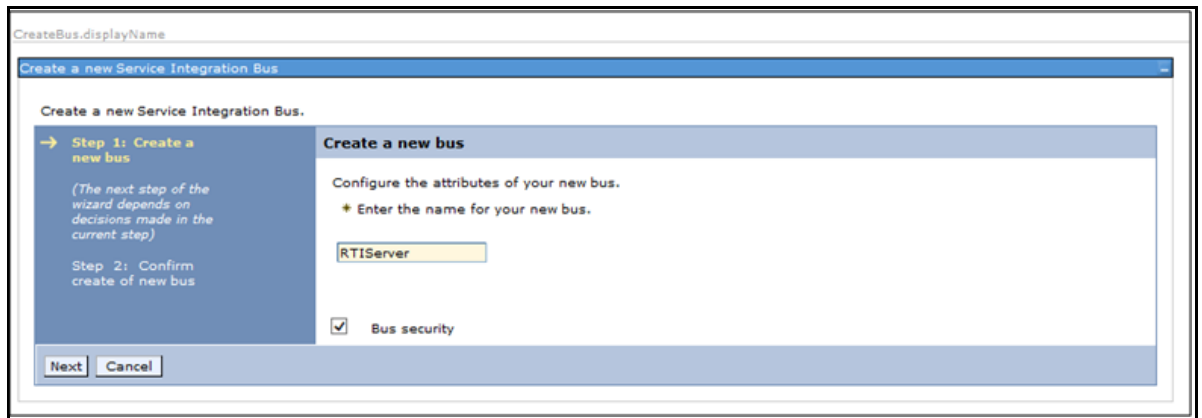 CreateBus.displayName
Create a new Service Integration Bus
Create a new Service Integration Bus.
Step 1: Create a
new bus
(The next step of the
wizard depends on
decisions made in the
current step)
Step 2: Confirm
create of new bus
Create a new bus
Configure the attributes of your new bus.
* Enter the name for your new bus.
RTIServer
Bus security
Next Cancel